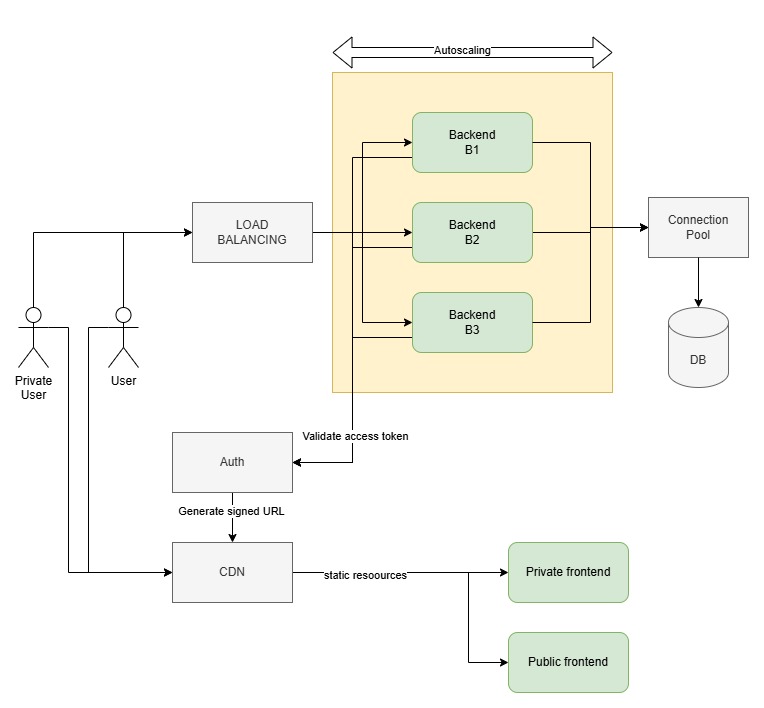 Autoscaling
Backend
B1
LOAD
BALANCING
Backend
B2
Connection
Pool
Backend
B3
DB
Private
User
User
Validate access token
Auth
Generate signed URL
CDN
static resoources
Private frontend
Public frontend